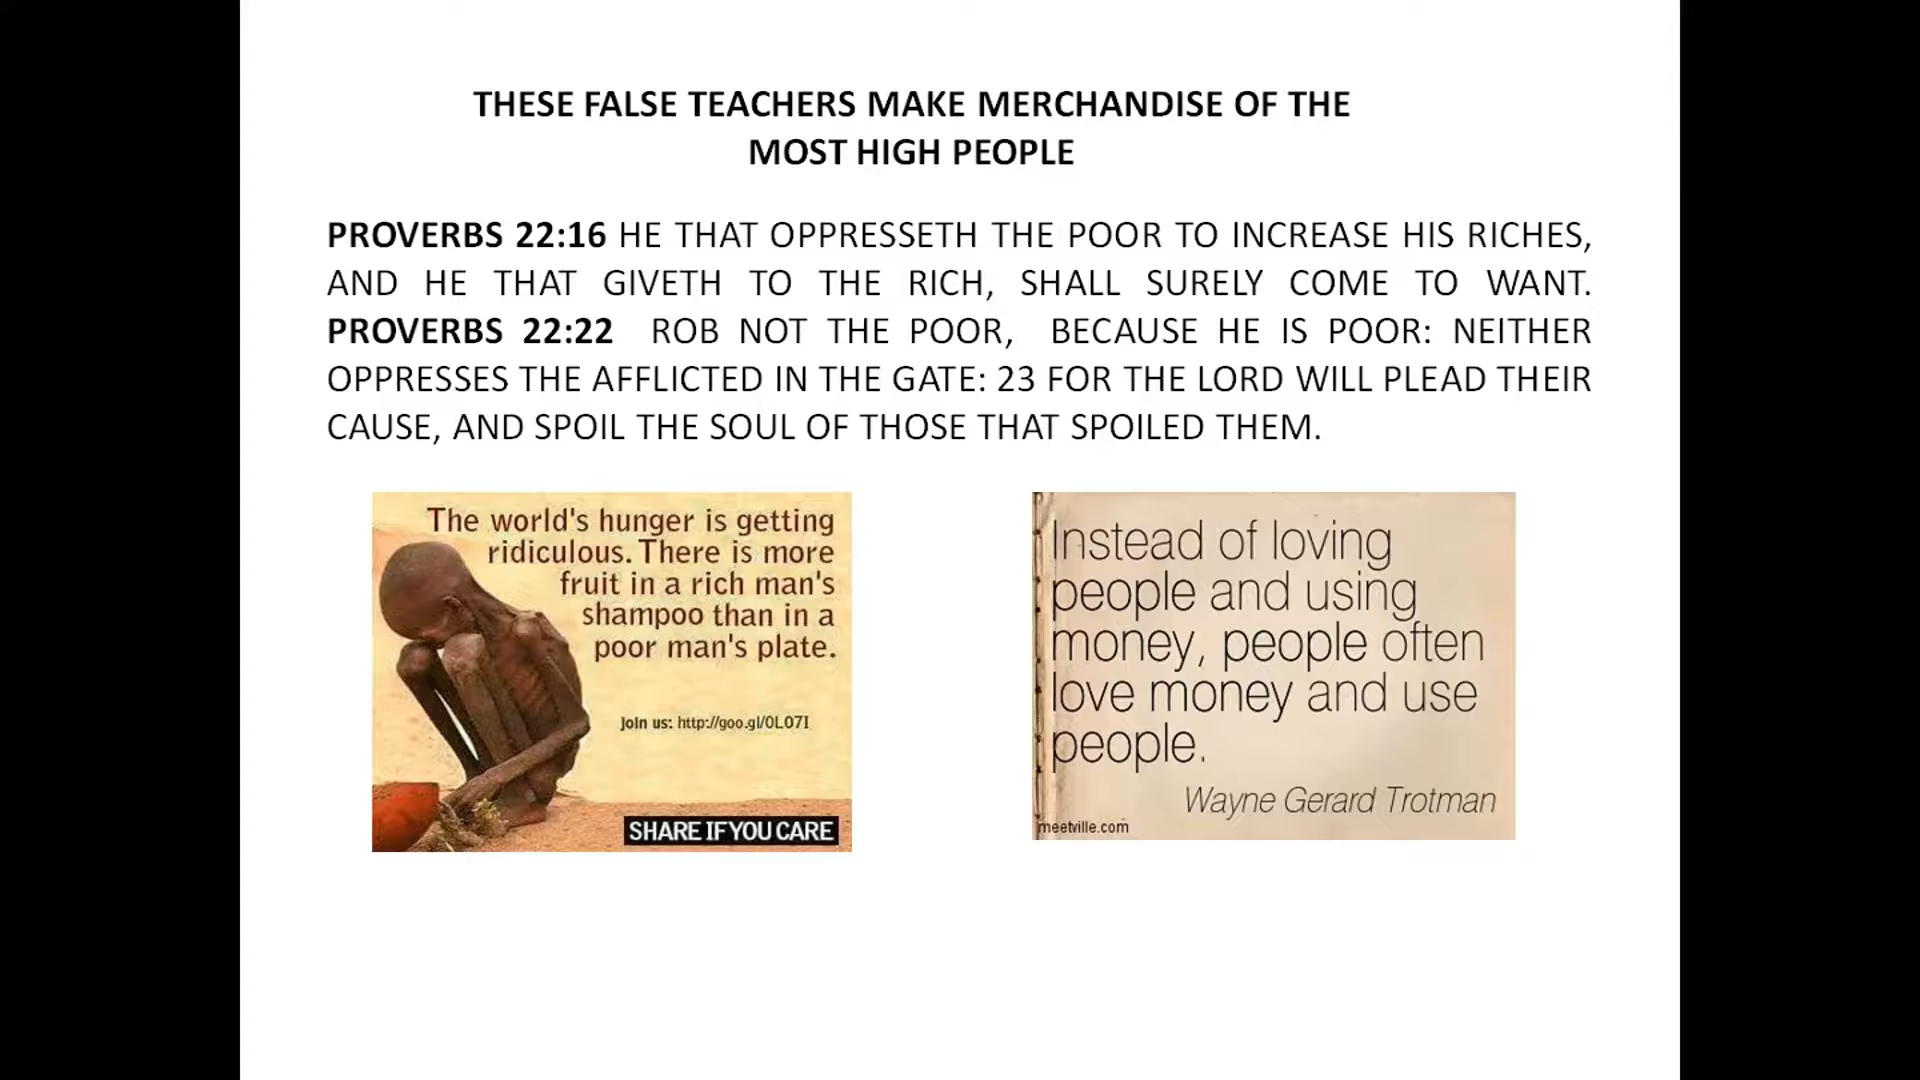 THESE FALSE TEACHERS MAKE MERCHANDISE OF THE
MOST HIGH PEOPLE
PROVERBS 22:16 HE THAT OPPRESSETH THE POOR TO INCREASE HIS RICHES,
AND HE THAT GIVETH TO THE RICH, SHALL SURELY COME TO WANT.
PROVERBS 22:22 ROB NOT THE POOR, BECAUSE HE IS POOR: NEITHER
OPPRESSES THE AFFLICTED IN THE GATE: 23 FOR THE LORD WILL PLEAD THEIR
CAUSE, AND SPOIL THE SOUL OF THOSE THAT SPOILED THEM.
The world's hunger is getting
ridiculous. There is more
fruit in a rich man's
shampoo than in a
poor man's plate.
Join us: http://goo.gl/0L07I
SHARE IF YOU CARE
Instead of loving
people and using
money, people often
love money and use
people.
Wayne Gerard Trotman
meetville.com